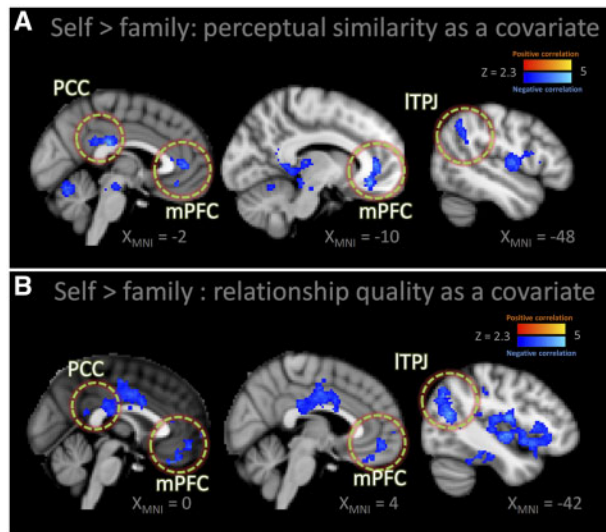 A Self > family: perceptual similarity as a covariate
Positive correlation
Z = 2.3 5
Negative correlation
PCC
lTPJ
mPFC
mPFC
XMNI = -2
XMNI = -10
XMNI = -48
B Self > family : relationship quality as a covariate
Positive correlation
Z = 2.3 5
Negative correlation
PCC
lTPJ
mPFC
mPFC
XMNI = 0
XMNI = 4
XMNI = -42